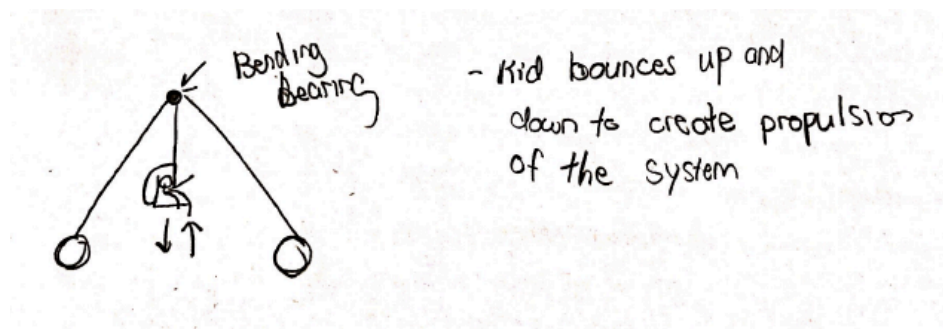 Bending
Bearing
- Kid bounces up and
down to create propulsion
of the system